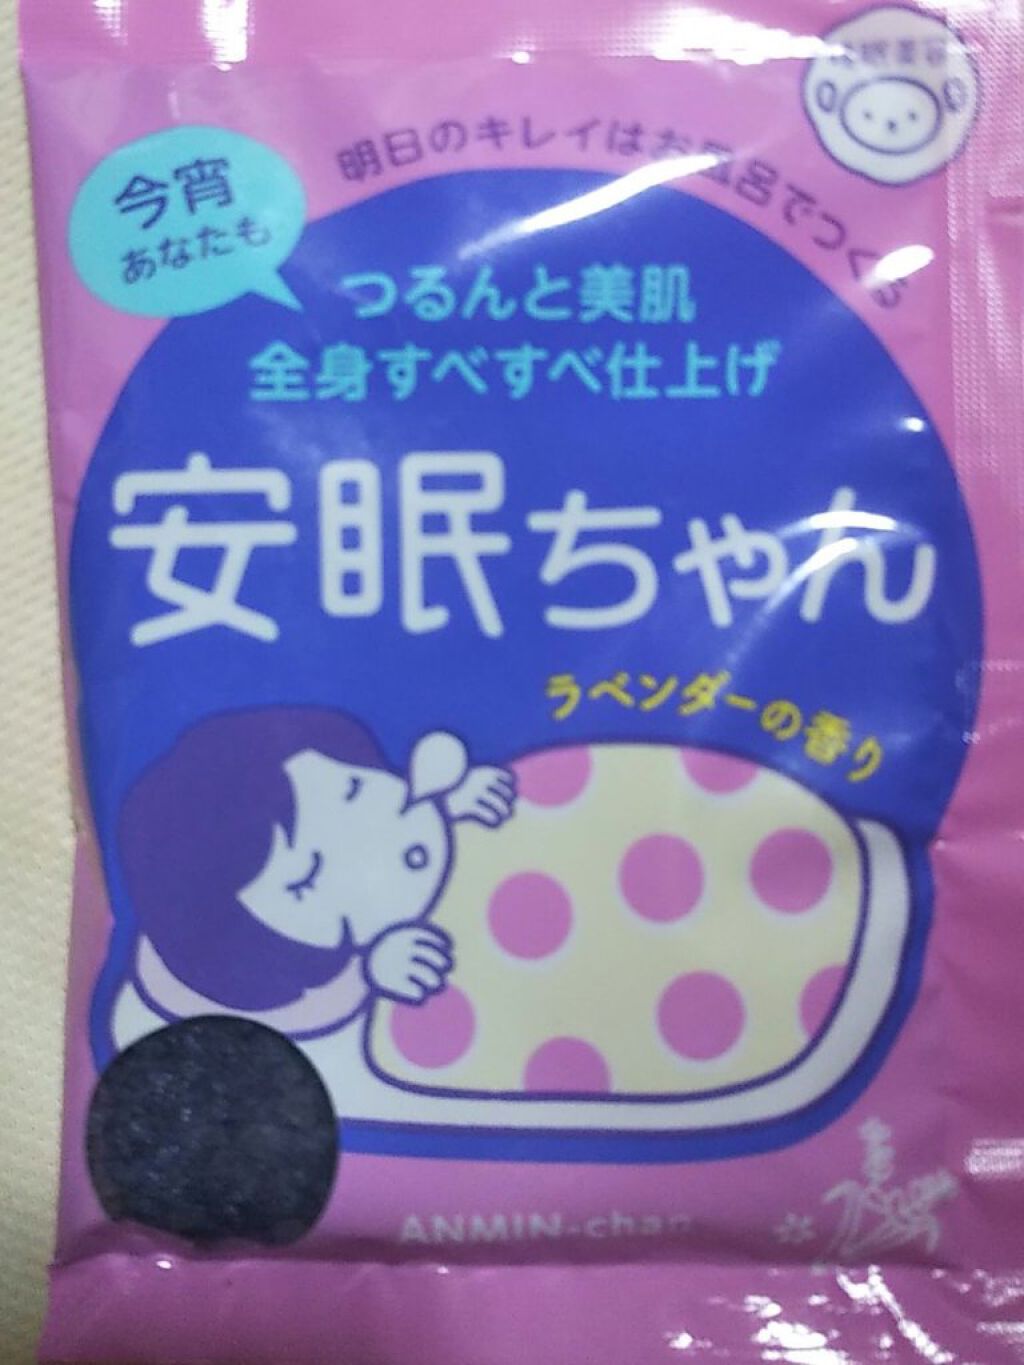 明日のキレイはお風呂でつくる
今宵
あなたも
つるんと美肌
全身すべすべ仕上げ
安眠ちゃん
ラベンダーの香り
ANMIN-chan